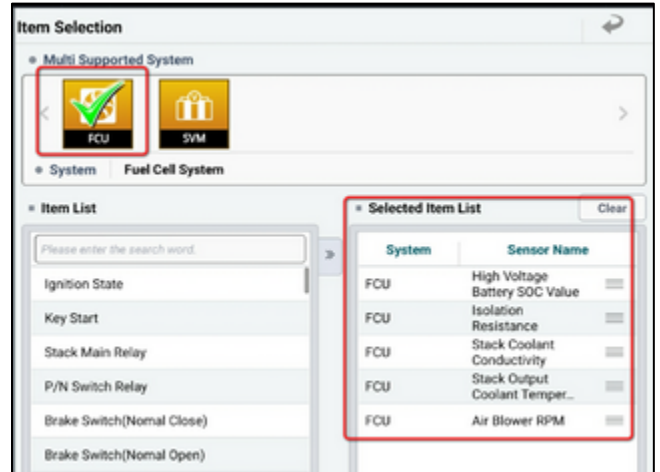 Item Selection
Multi Supported System
FCU
SVM
System Fuel Cell System
Item List
Please enter the search word.
Ignition State
Key Start
Stack Main Relay
P/N Switch Relay
Brake Switch(Nomal Close)
Brake Switch(Nomal Open)
Selected Item List Clear
System Sensor Name
FCU High Voltage
Battery SOC Value
FCU Isolation
Resistance
FCU Stack Coolant
Conductivity
FCU Stack Output
Coolant Temper...
FCU Air Blower RPM